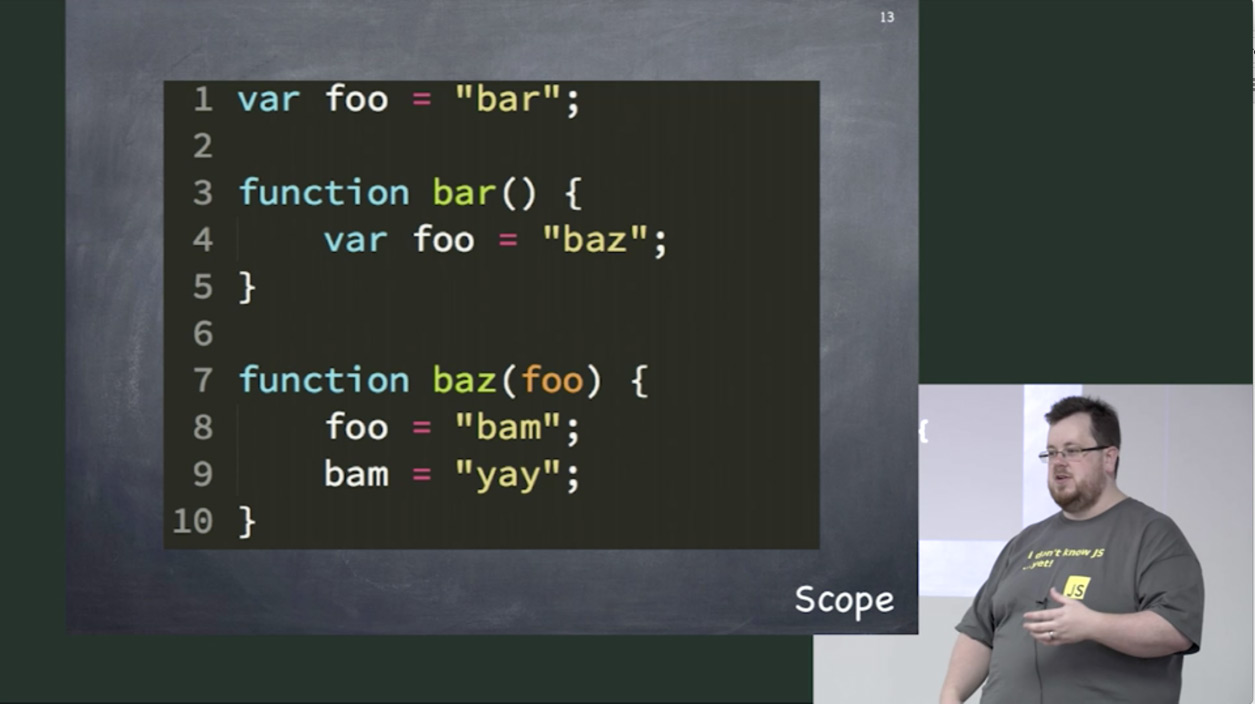 13
1 var foo = "bar";
2
3 function bar() {
4     var foo = "baz";
5 }
6
7 function baz(foo) {
8     foo = "bam";
9     bam = "yay";
10 }
Scope
{
I don't know JS
...yet!
JS